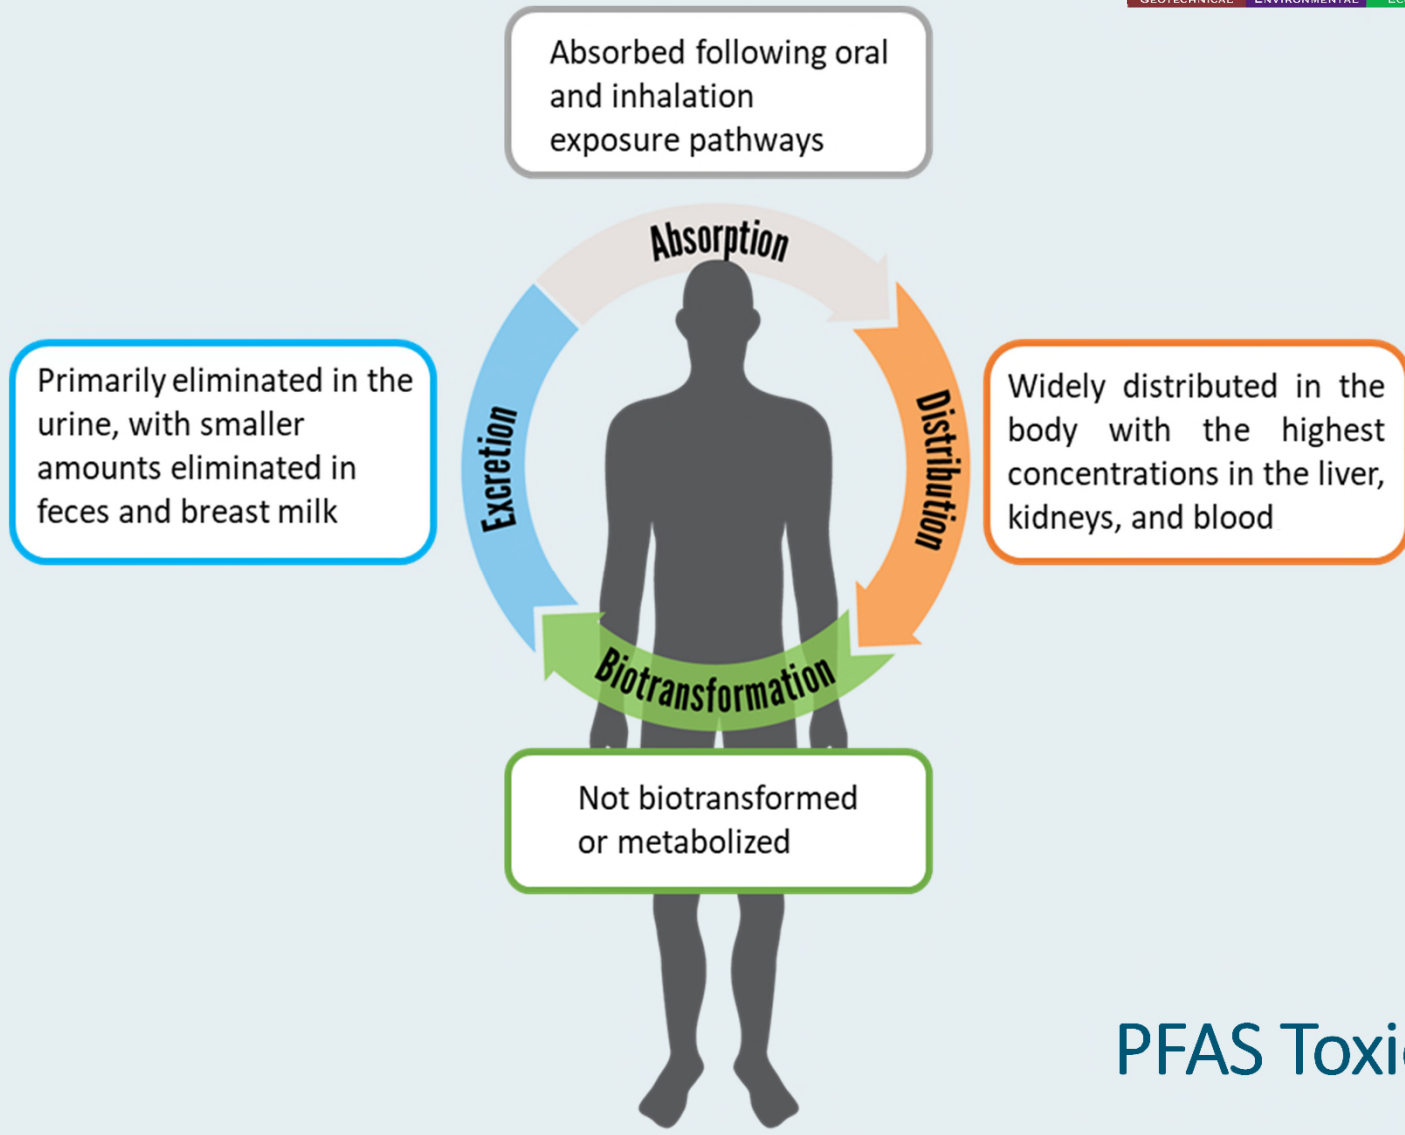 GEOTECHNICAL ENVIRONMENTAL
Absorbed following oral
and inhalation
exposure pathways
Absorption
Primarily eliminated in the
urine, with smaller
amounts eliminated in
feces and breast milk
Excretion
Distribution
Widely distributed in the
body with the highest
concentrations in the liver,
kidneys, and blood
Biotransformation
Not biotransformed
or metabolized
PFAS